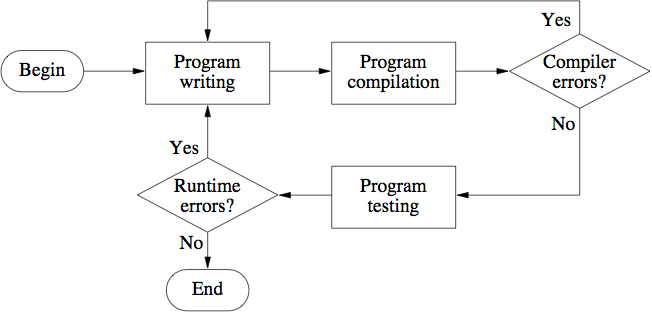 Yes
Begin
Program
writing
Program
compilation
Compiler
errors?
No
Yes
Runtime
errors?
Program
testing
No
End